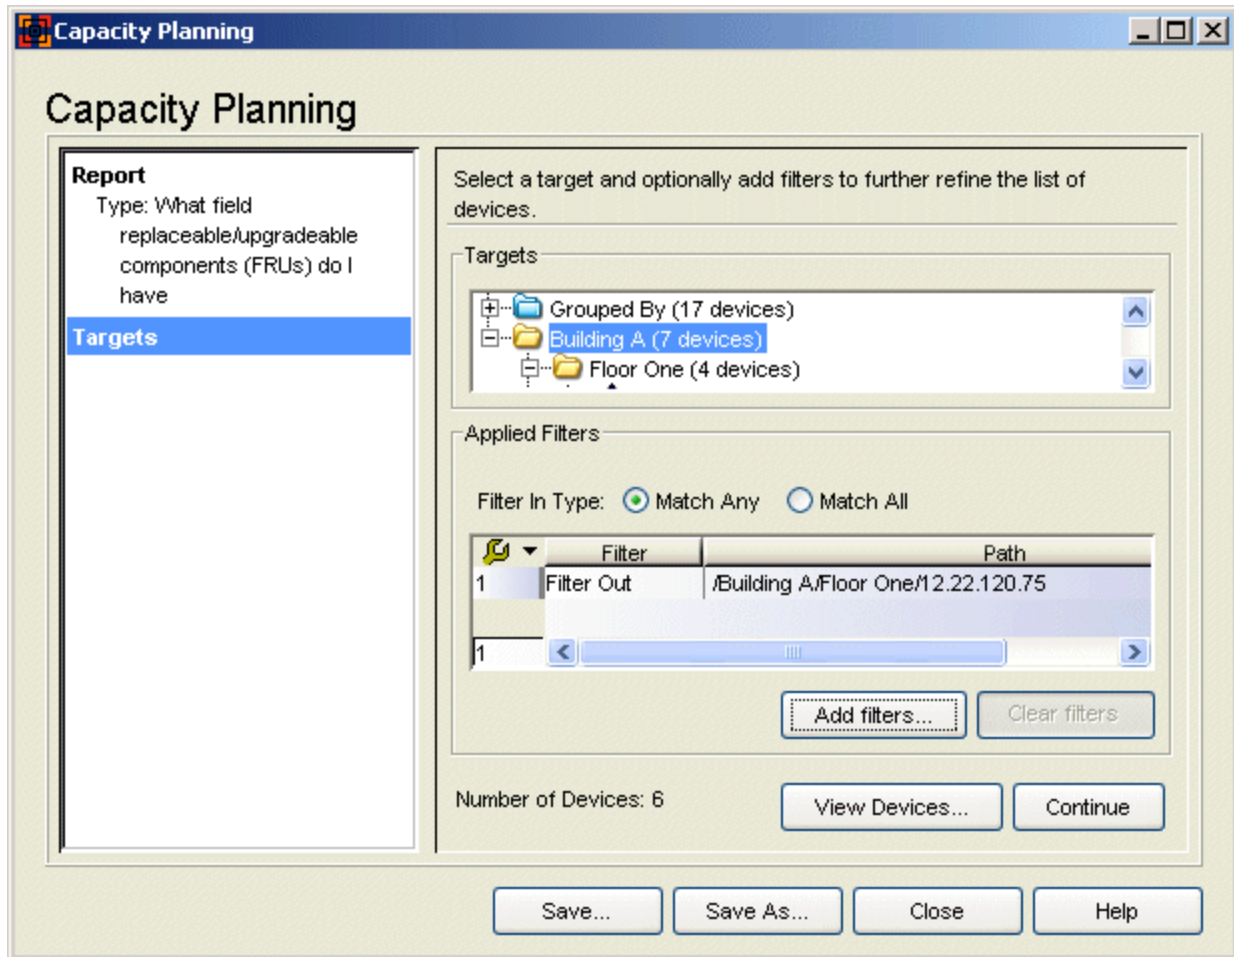 Capacity Planning
Capacity Planning
Report
Type: What field
replaceable/upgradeable
components (FRUs) do I
have
Targets
Select a target and optionally add filters to further refine the list of
devices.
Targets
Grouped By (17 devices)
Building A (7 devices)
Floor One (4 devices)
Applied Filters
Filter In Type: Match Any Match All
Filter Path
1 Filter Out /Building A/Floor One/12.22.120.75
1
Add filters... Clear filters
Number of Devices: 6 View Devices... Continue
Save... Save As... Close Help